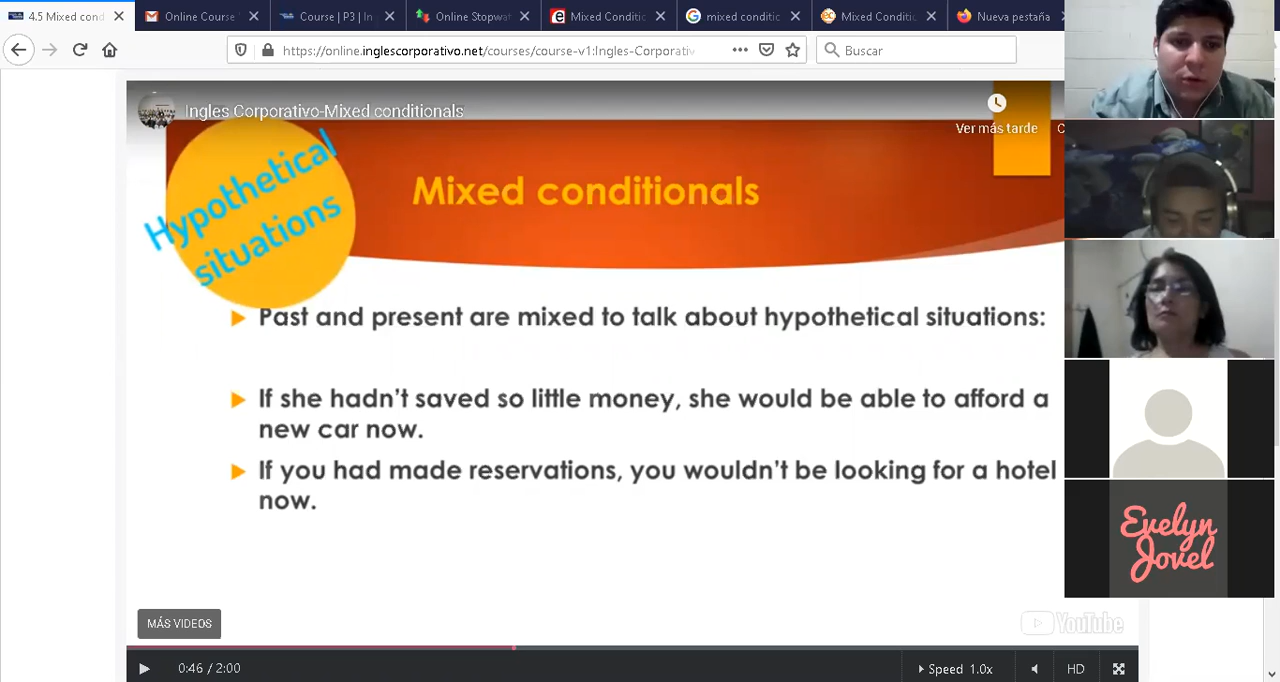 4.5 Mixed cond
Online Course
Course | P3 | In
Online Stopwat
Mixed Conditic
mixed conditic
Mixed Conditic
Nueva pestaña
https://online.inglescorporativo.net/courses/course-v1:Ingles-Corporativ
Buscar
Ingles Corporativo-Mixed conditionals
Ver más tarde
C
Hypothetical
situations
Mixed conditionals
Past and present are mixed to talk about hypothetical situations:
If she hadn't saved so little money, she would be able to afford a
new car now.
If you had made reservations, you wouldn't be looking for a hotel
now.
Evelyn
Jovel
MÁS VIDEOS
YouTube
0:46 / 2:00
Speed 1.0x
HD